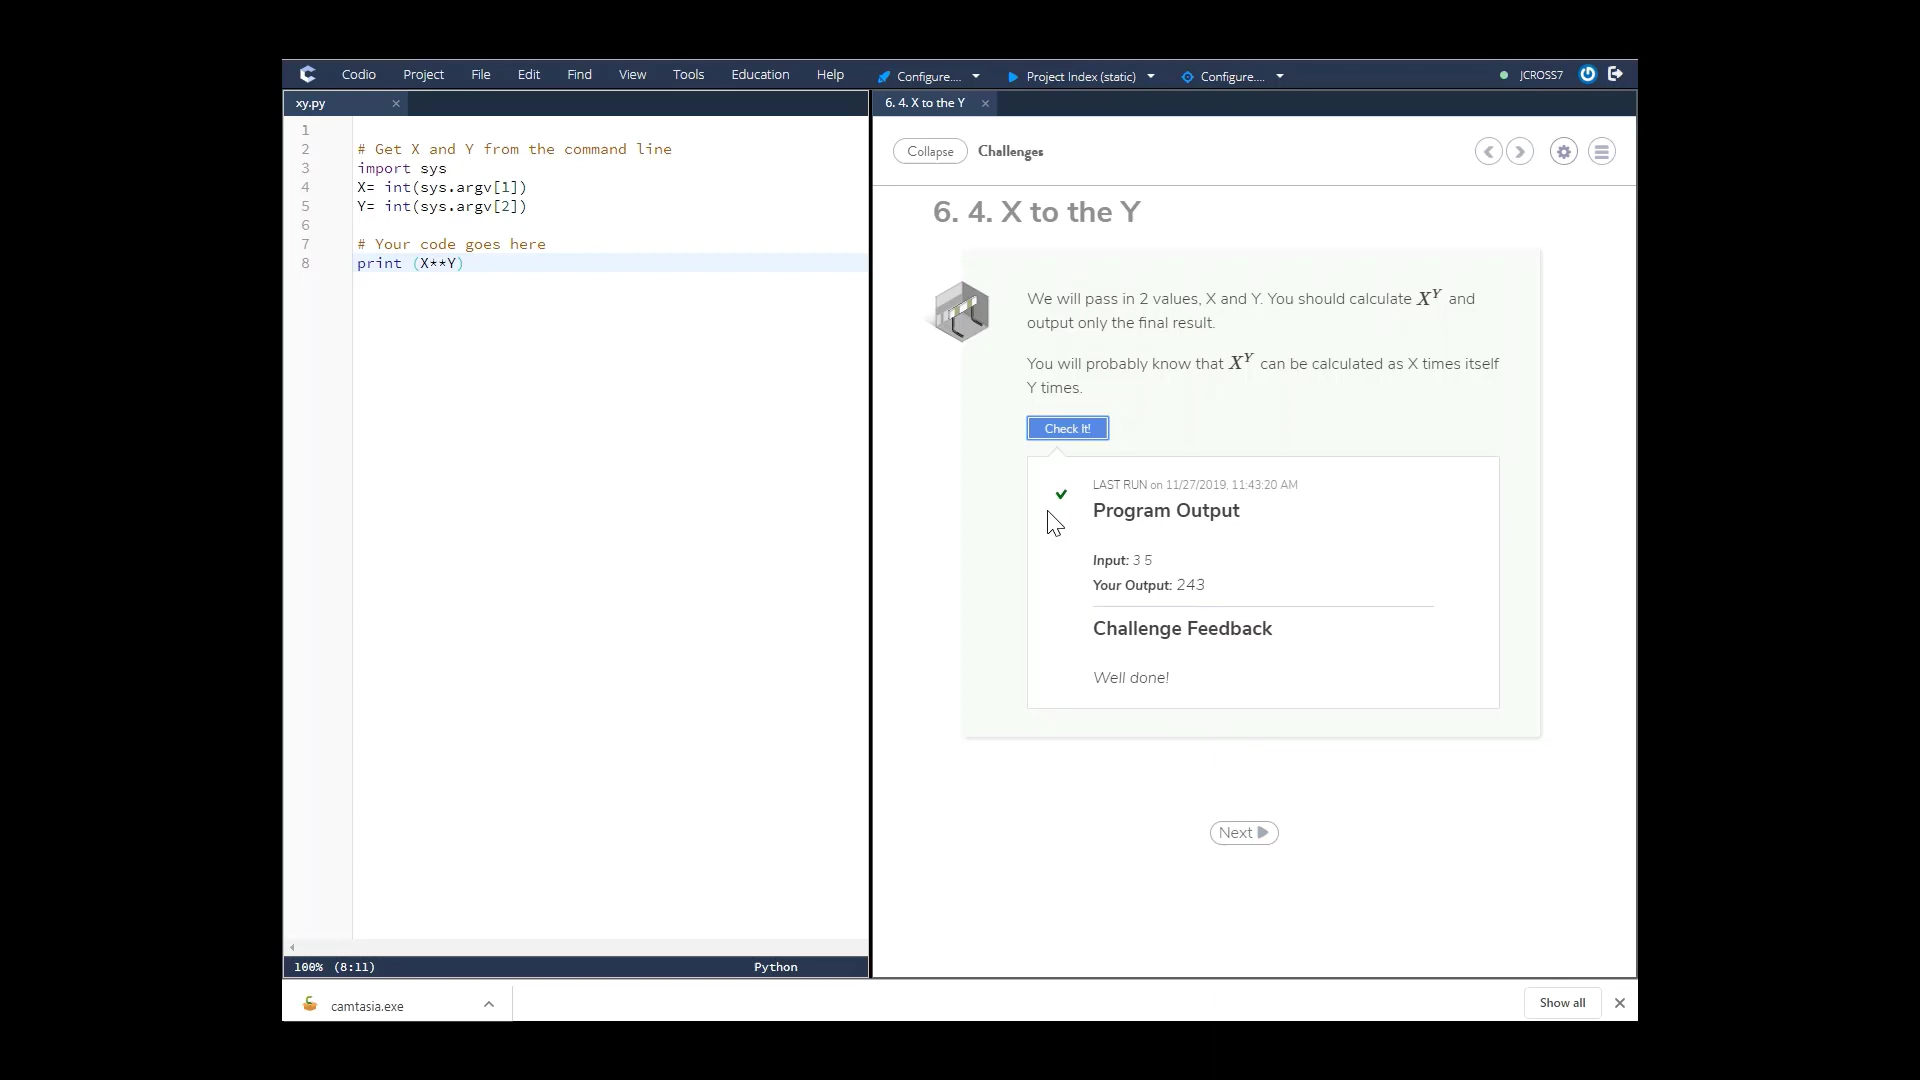 Codio Project File Edit Find View Tools Education Help Configure.... Project Index (static) Configure.... JCROSS7
xy.py ×
1
2 # Get X and Y from the command line
3 import sys
4 X= int(sys.argv[1])
5 Y= int(sys.argv[2])
6
7 # Your code goes here
8 print (X**Y)
100% (8:11) Python
6. 4. X to the Y ×
Collapse Challenges
6. 4. X to the Y
We will pass in 2 values, X and Y. You should calculate X^Y and
output only the final result.
You will probably know that X^Y can be calculated as X times itself
Y times.
Check It!
LAST RUN on 11/27/2019, 11:43:20 AM
Program Output
Input: 3 5
Your Output: 243
Challenge Feedback
Well done!
Next
camtasia.exe
Show all